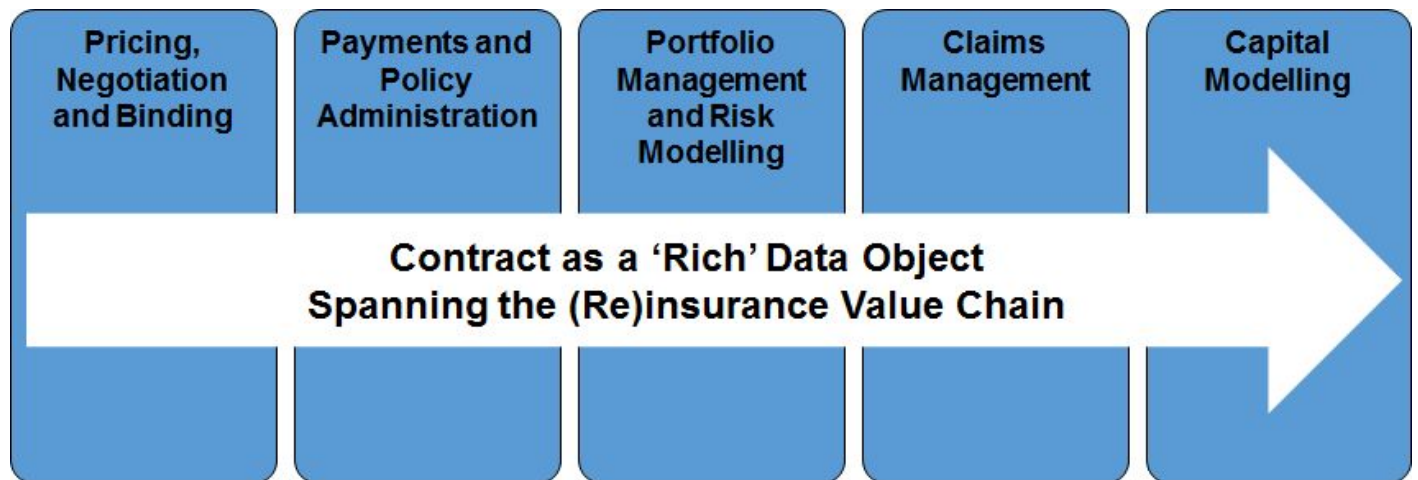 Pricing,
Negotiation
and Binding
Payments and
Policy
Administration
Portfolio
Management
and Risk
Modelling
Claims
Management
Capital
Modelling
Contract as a ‘Rich’ Data Object
Spanning the (Re)insurance Value Chain